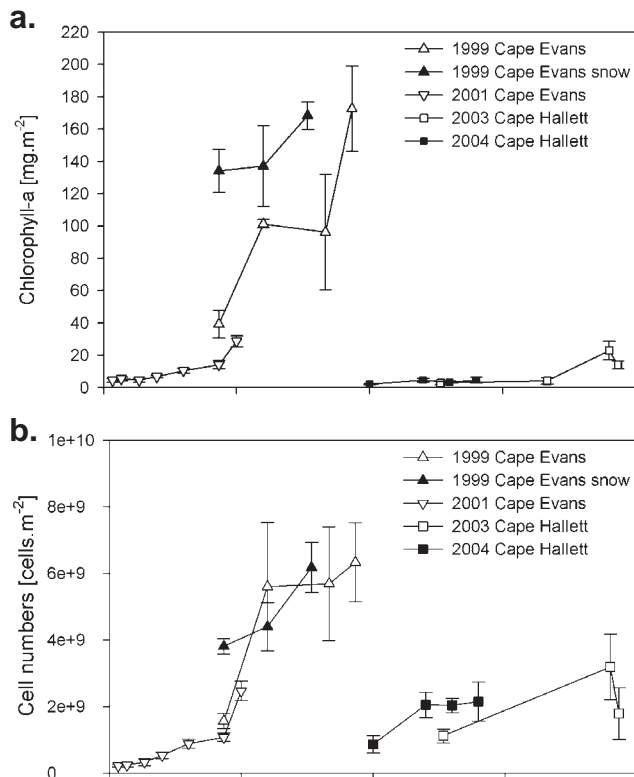 a.
220
200
180
160
140
120
100
80
60
40
20
0
Chlorophyll-a [mg.m-2]
1999 Cape Evans
1999 Cape Evans snow
2001 Cape Evans
2003 Cape Hallett
2004 Cape Hallett
b.
1e+10
8e+9
6e+9
4e+9
2e+9
0
Cell numbers [cells.m-2]
1999 Cape Evans
1999 Cape Evans snow
2001 Cape Evans
2003 Cape Hallett
2004 Cape Hallett